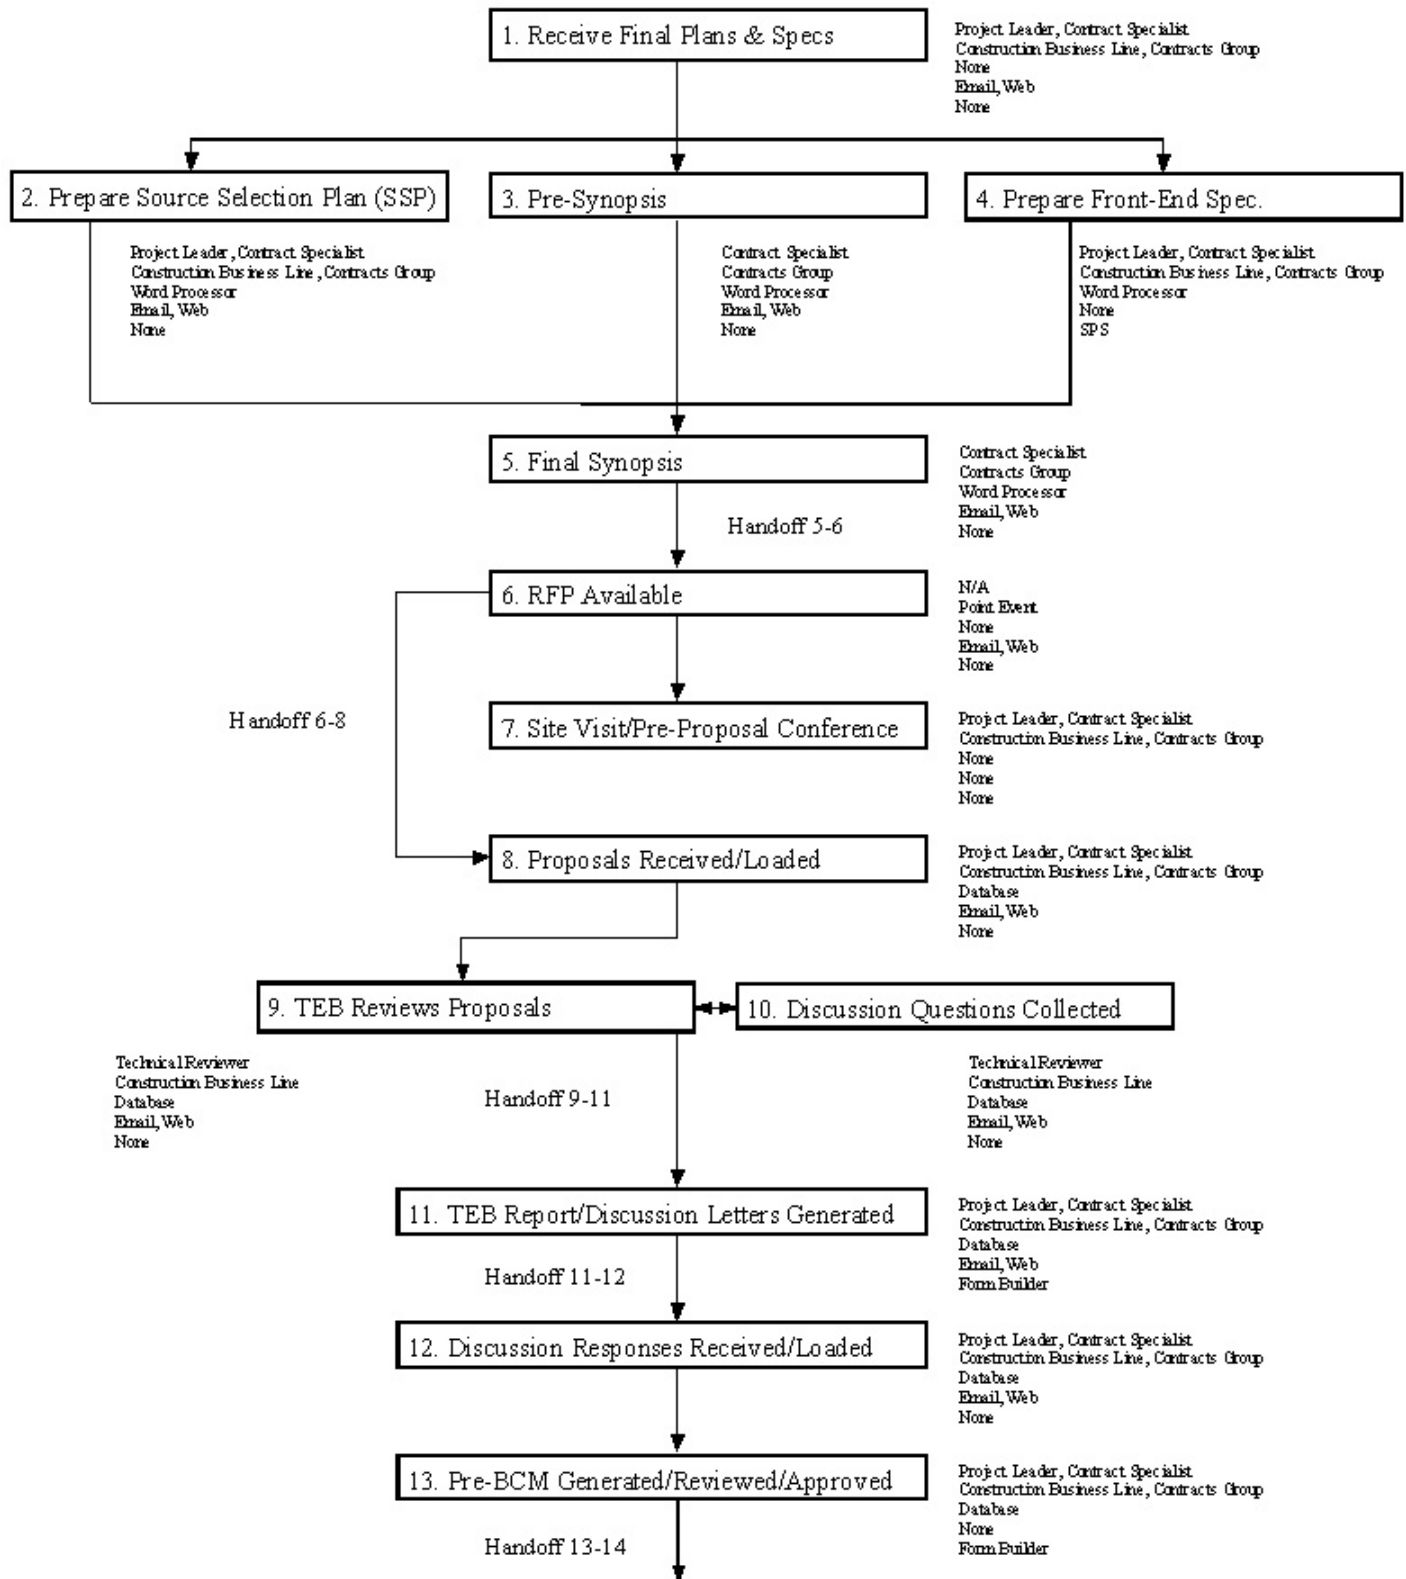 1. Receive Final Plans & Specs
Project Leader, Contract Specialist
Construction Business Line, Contracts Group
None
Email, Web
None
2. Prepare Source Selection Plan (SSP)
3. Pre-Synopsis
4. Prepare Front-End Spec.
Project Leader, Contract Specialist
Construction Business Line, Contracts Group
Word Processor
Email, Web
None
Contract Specialist
Contracts Group
Word Processor
Email, Web
None
Project Leader, Contract Specialist
Construction Business Line, Contracts Group
Word Processor
None
SPS
5. Final Synopsis
Contract Specialist
Contracts Group
Word Processor
Email, Web
None
Handoff 5-6
6. RFP Available
N/A
Point Event
None
Email, Web
None
Handoff 6-8
7. Site Visit/Pre-Proposal Conference
Project Leader, Contract Specialist
Construction Business Line, Contracts Group
None
None
None
8. Proposals Received/Loaded
Project Leader, Contract Specialist
Construction Business Line, Contracts Group
Database
Email, Web
None
9. TEB Reviews Proposals
10. Discussion Questions Collected
Technical Reviewer
Construction Business Line
Database
Email, Web
None
Handoff 9-11
Technical Reviewer
Construction Business Line
Database
Email, Web
None
11. TEB Report/Discussion Letters Generated
Project Leader, Contract Specialist
Construction Business Line, Contracts Group
Database
Email, Web
Form Builder
Handoff 11-12
12. Discussion Responses Received/Loaded
Project Leader, Contract Specialist
Construction Business Line, Contracts Group
Database
Email, Web
None
13. Pre-BCM Generated/Reviewed/Approved
Project Leader, Contract Specialist
Construction Business Line, Contracts Group
Database
None
Form Builder
Handoff 13-14